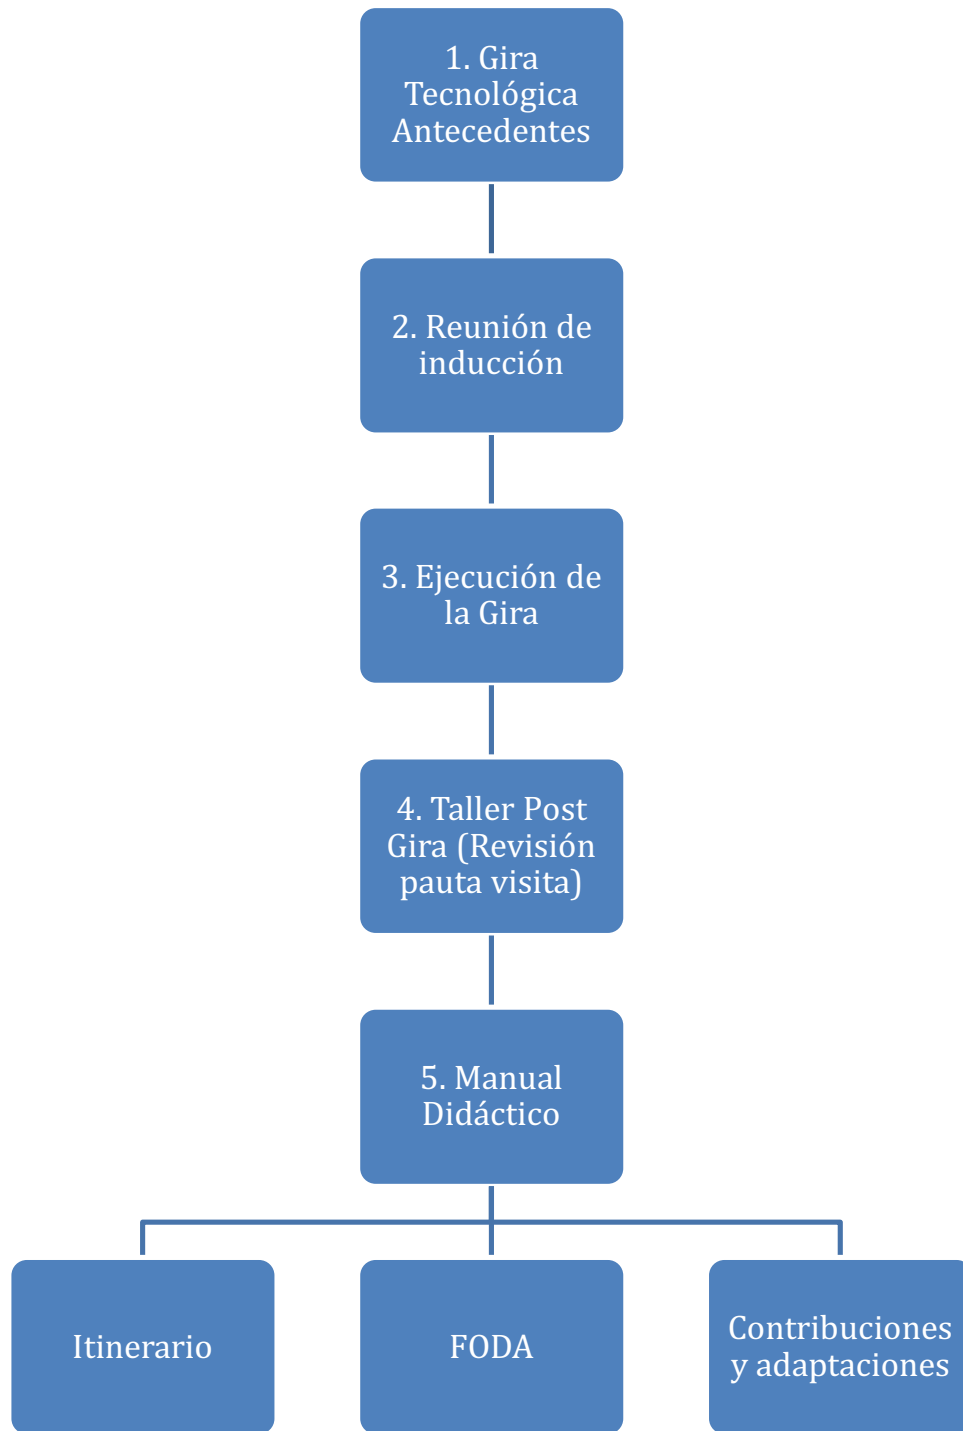 1. Gira
Tecnológica
Antecedentes
2. Reunión de
inducción
3. Ejecución de
la Gira
4. Taller Post
Gira (Revisión
pauta visita)
5. Manual
Didáctico
Itinerario
FODA
Contribuciones
y adaptaciones